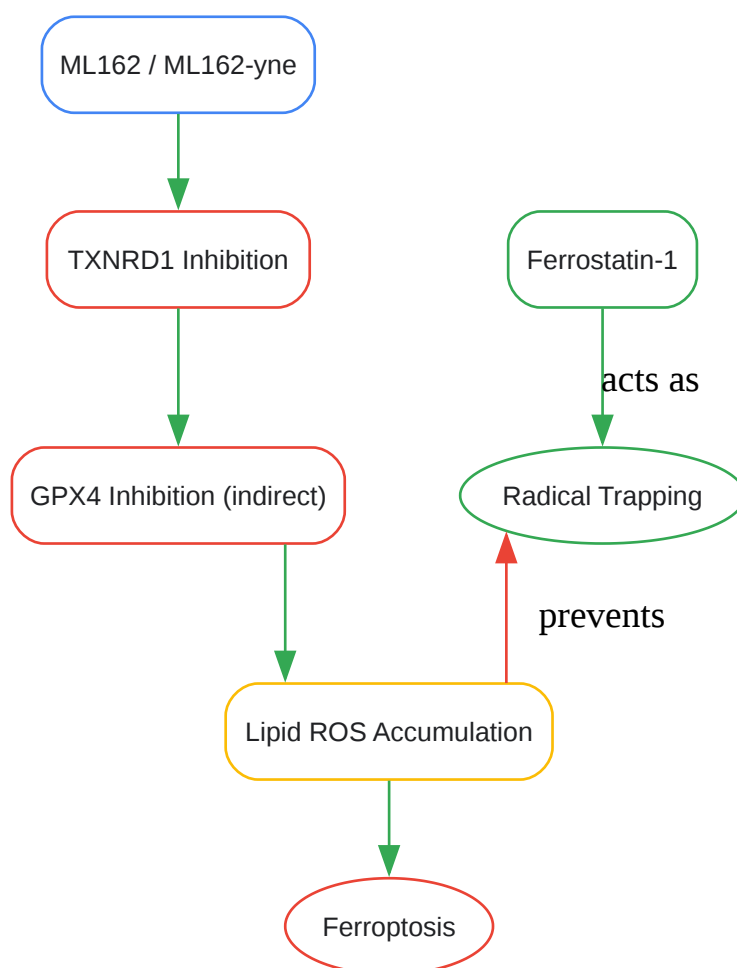 ML162 / ML162-yne
TXNRD1 Inhibition
Ferrostatin-1
acts as
GPX4 Inhibition (indirect)
Radical Trapping
prevents
Lipid ROS Accumulation
Ferroptosis